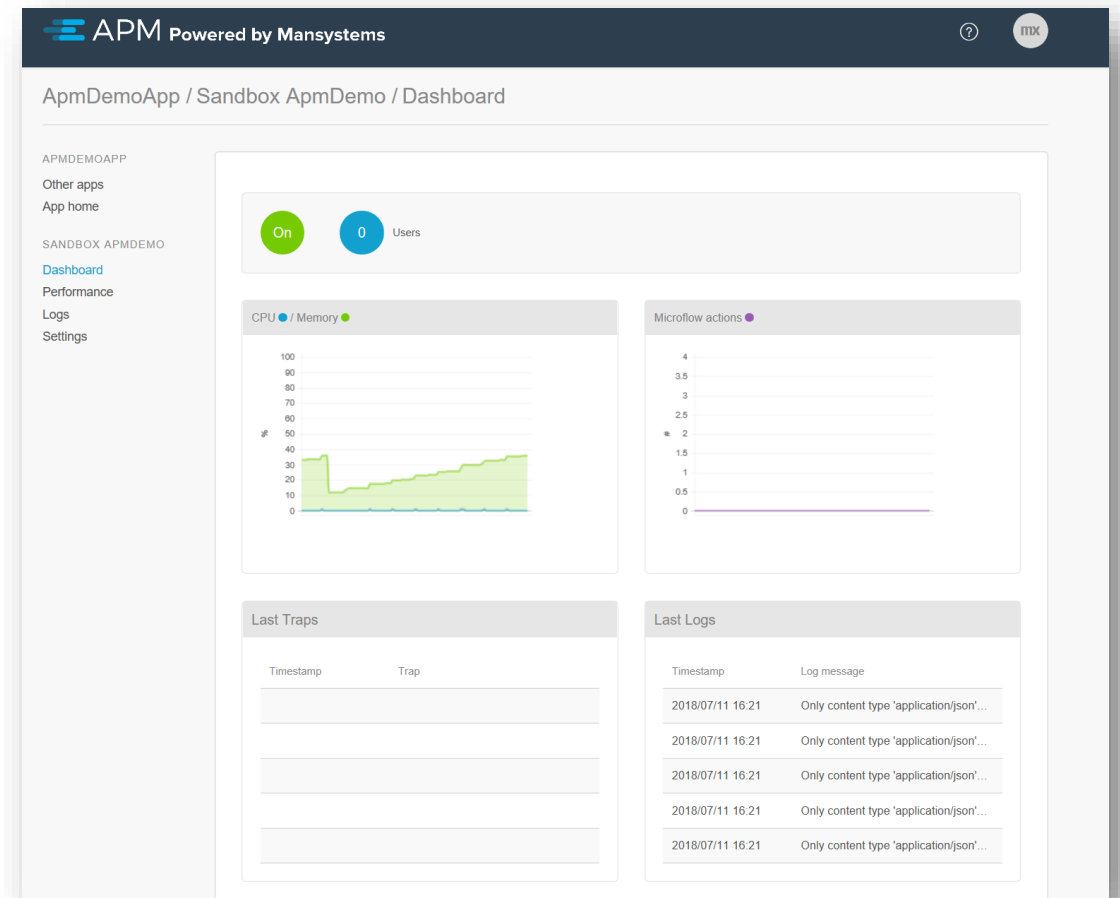 APM Powered by Mansystems
?
mx
ApmDemoApp / Sandbox ApmDemo / Dashboard
APMDEMOAPP
Other apps
App home
SANDBOX APMDEMO
Dashboard
Performance
Logs
Settings
On
0
Users
CPU / Memory
100
90
80
70
60
50
40
30
20
10
0
%
Microflow actions
4
3.5
3
2.5
2
1.5
1
0.5
0
#
Last Traps
Timestamp Trap
Last Logs
Timestamp Log message
2018/07/11 16:21 Only content type 'application/json'...
2018/07/11 16:21 Only content type 'application/json'...
2018/07/11 16:21 Only content type 'application/json'...
2018/07/11 16:21 Only content type 'application/json'...
2018/07/11 16:21 Only content type 'application/json'...